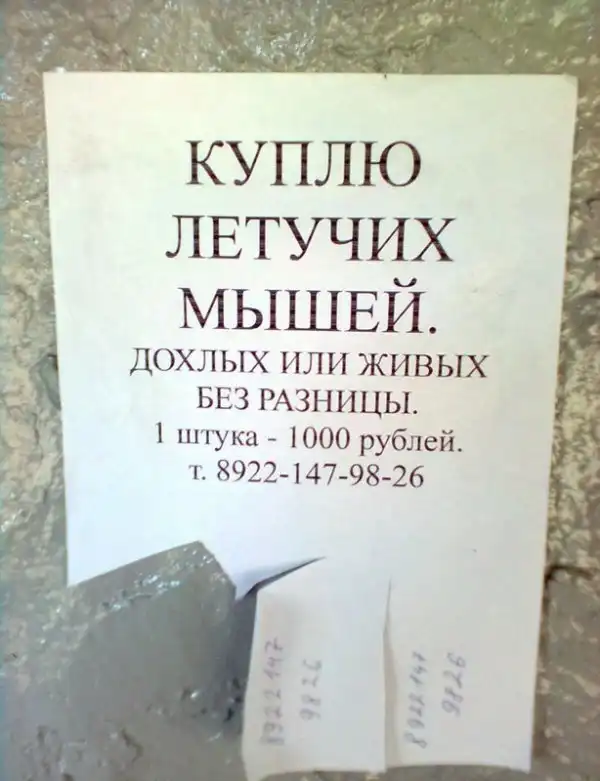 КУПЛЮ
ЛЕТУЧИХ
МЫШЕЙ.
ДОХЛЫХ ИЛИ ЖИВЫХ
БЕЗ РАЗНИЦЫ.
1 штука - 1000 рублей.
т. 8922-147-98-26
8922147
9826
8922147
9826